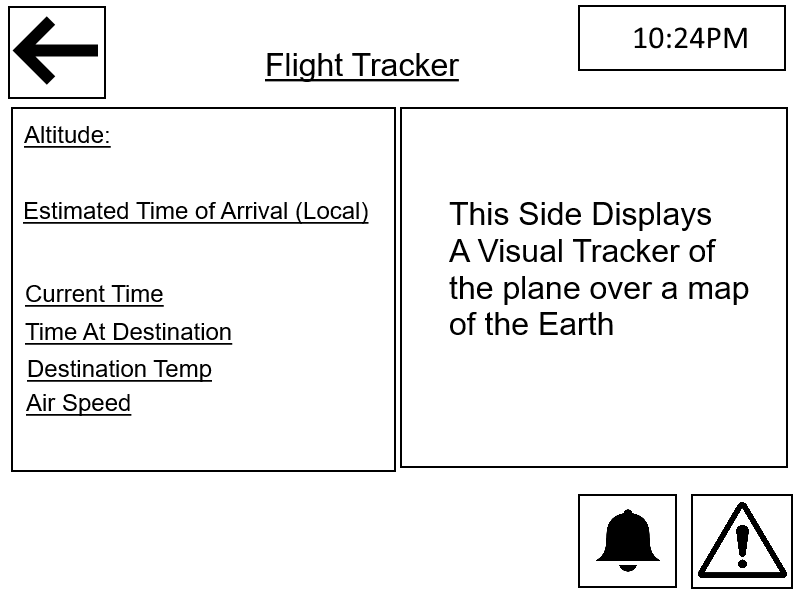 10:24PM
Flight Tracker
Altitude:
Estimated Time of Arrival (Local)
Current Time
Time At Destination
Destination Temp
Air Speed
This Side Displays
A Visual Tracker of
the plane over a map
of the Earth